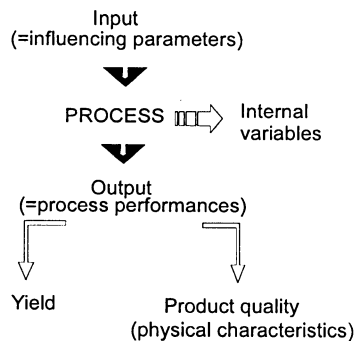 Input
(=influencing parameters)
PROCESS
Internal
variables
Output
(=process performances)
Yield
Product quality
(physical characteristics)